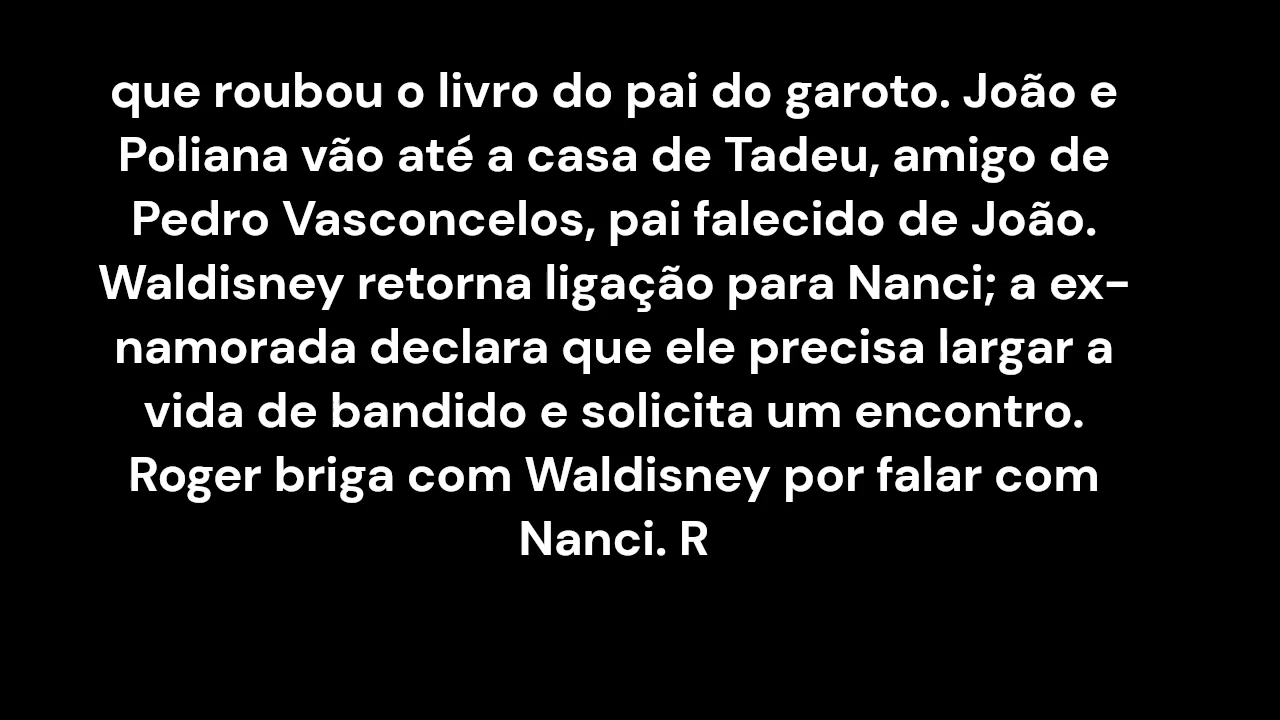 que roubou o livro do pai do garoto. João e
Poliana vão até a casa de Tadeu, amigo de
Pedro Vasconcelos, pai falecido de João.
Waldisney retorna ligação para Nanci; a ex-
namorada declara que ele precisa largar a
vida de bandido e solicita um encontro.
Roger briga com Waldisney por falar com
Nanci. R